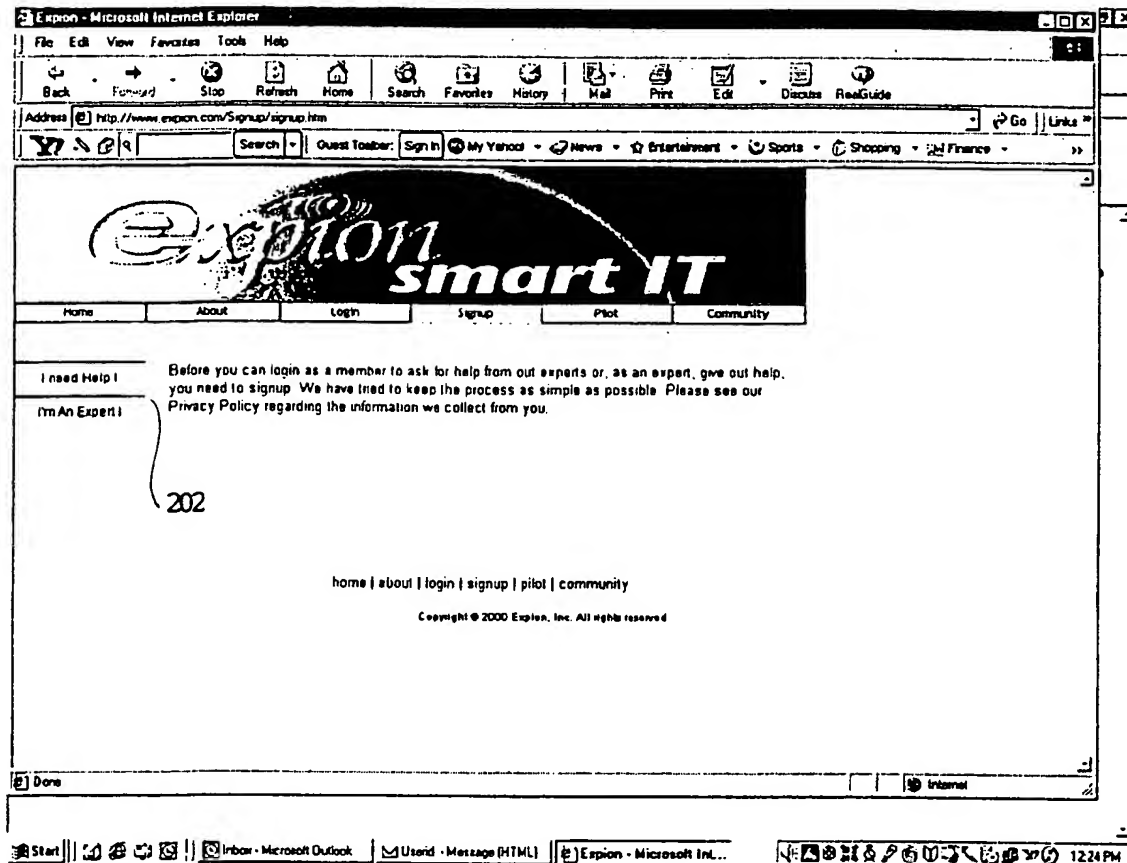 Expion - Microsoft Internet Explorer
File Edit View Favorites Tools Help
Back Forward Stop Refresh Home Search Favorites History Mail Print Edit Discuss RealGuide
Address http://www.expion.com/Signup/signup.htm Go Links »
Y7 Search Guest Toolbar: Sign In My Yahoo! News Entertainment Sports Shopping Finance »
expion
smart IT
Home About Login Signup Pilot Community
I need Help! Before you can login as a member to ask for help from out experts or, as an expert, give out help,
you need to signup. We have tried to keep the process as simple as possible. Please see our
I'm An Expert! Privacy Policy regarding the information we collect from you.
202
home | about | login | signup | pilot | community
Copyright © 2000 Expion, Inc. All rights reserved
Done Internet
Start Inbox - Microsoft Outlook Userid - Message (HTML) Expion - Microsoft Int... 12:24 PM